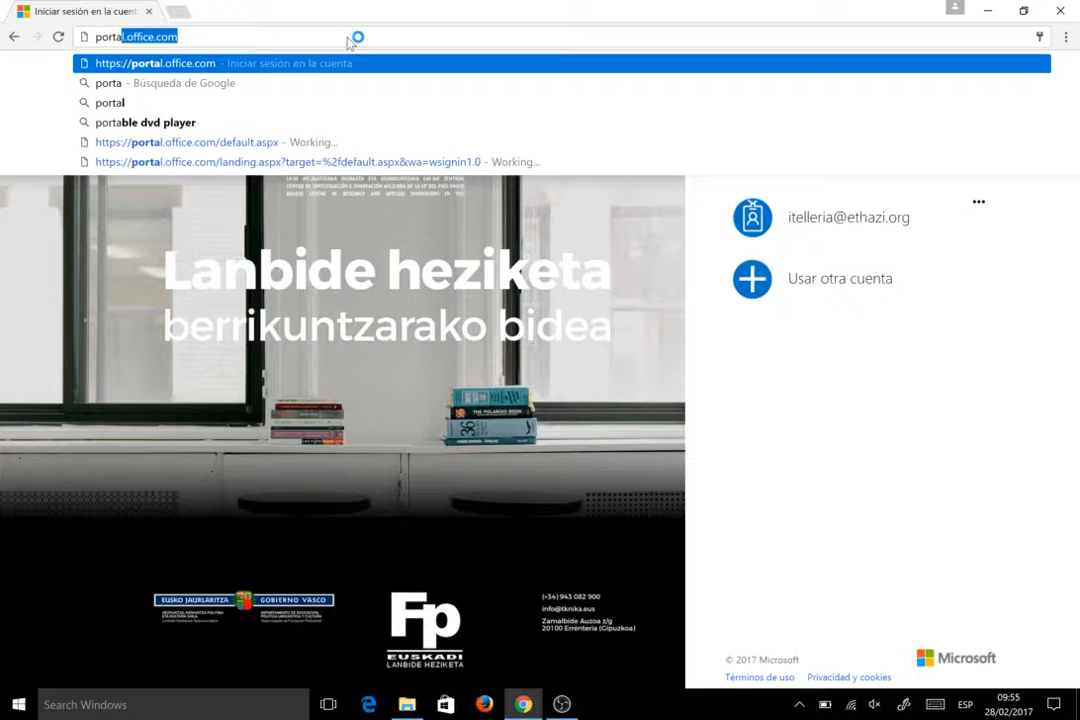 Iniciar sesión en la cuent
portal.office.com
https://portal.office.com - Iniciar sesión en la cuenta
porta - Búsqueda de Google
portal
portable dvd player
https://portal.office.com/default.aspx - Working...
https://portal.office.com/landing.aspx?target=%2fdefault.aspx&wa=wsignin1.0 - Working...
Lanbide heziketa
berrikuntzarako bidea
itelleria@ethazi.org
Usar otra cuenta
EUSKO JAURLARITZA
GOBIERNO VASCO
Fp
EUSKADI
LANBIDE HEZIKETA
(+34) 943 082 900
info@tknika.eus
Zamalbide Auzoa z/g
20100 Errenteria (Gipuzkoa)
THE POLAROID BOOK
36
© 2017 Microsoft
Microsoft
Términos de uso
Privacidad y cookies
Search Windows
ESP
09:55
28/02/2017